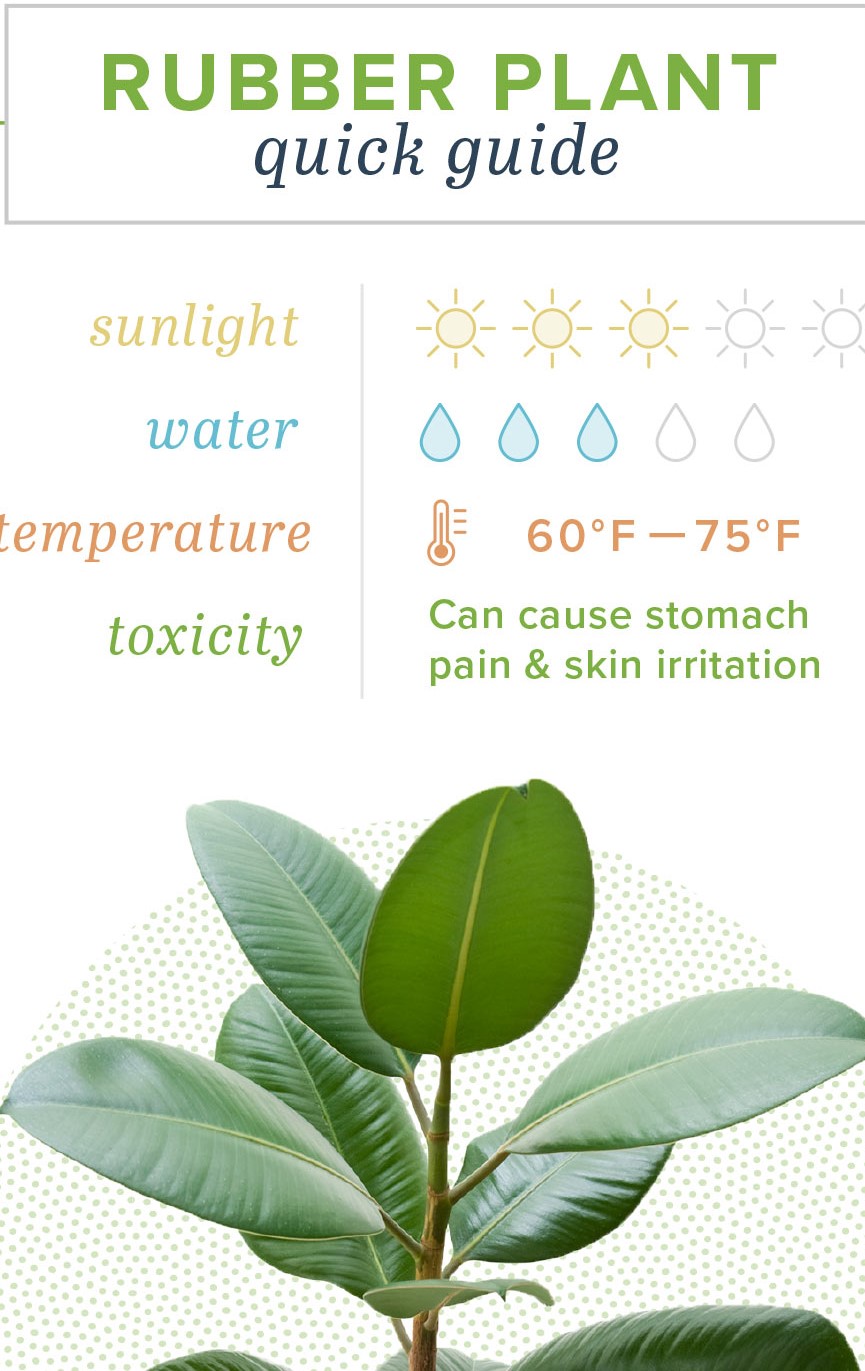 RUBBER PLANT
quick guide
sunlight
water
temperature 60°F — 75°F
toxicity Can cause stomach
pain & skin irritation